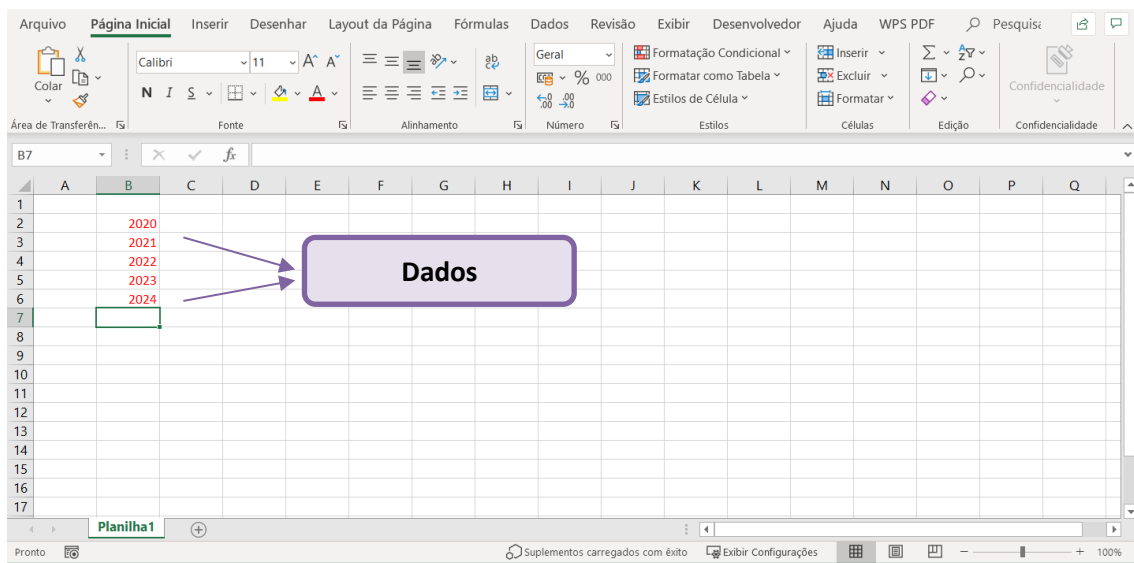 Arquivo Página Inicial Inserir Desenhar Layout da Página Fórmulas Dados Revisão Exibir Desenvolvedor Ajuda WPS PDF
Colar
Calibri 11
N I S A
ab
Geral
% 000
Formatação Condicional
Formatar como Tabela
Estilos de Célula
Inserir
Excluir
Formatar
Confidencialidade
Área de Transferên... Fonte Alinhamento Número Estilos Células Edição Confidencialidade
B7 fx
A B C D E F G H I J K L M N O P Q
1
2 2020
3 2021
4 2022
5 2023
6 2024
Dados
7
8
9
10
11
12
13
14
15
16
17
Planilha1
Pronto Suplementos carregados com êxito Exibir Configurações 100%